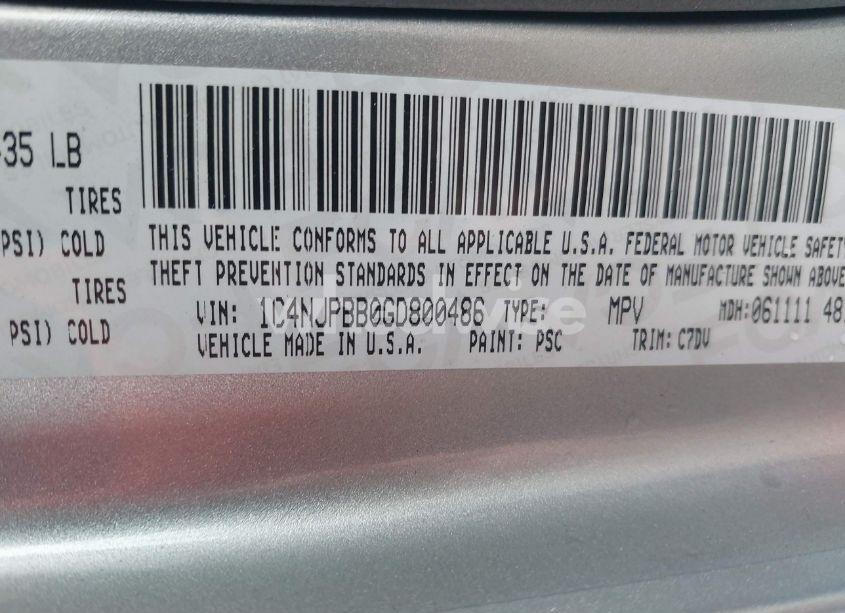 35 LB
TIRES
PSI) COLD
TIRES
PSI) COLD
THIS VEHICLE CONFORMS TO ALL APPLICABLE U.S.A. FEDERAL MOTOR VEHICLE SAFETY
THEFT PREVENTION STANDARDS IN EFFECT ON THE DATE OF MANUFACTURE SHOWN ABOVE
VIN: 1C4NJPBB0GD800486 TYPE: MPV MDH:061111 48
VEHICLE MADE IN U.S.A. PAINT: PSC TRIM: C7DV